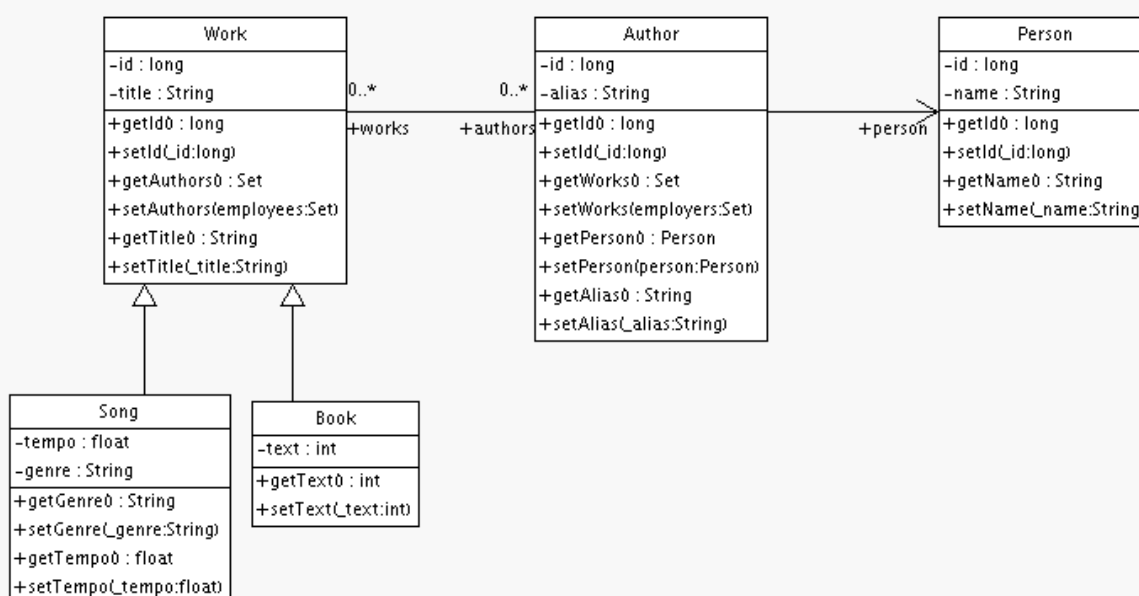 Work
-id : long
-title : String
+getId() : long
+setId(_id:long)
+getAuthors() : Set
+setAuthors(employees:Set)
+getTitle() : String
+setTitle(_title:String)
0..*
+works
0..*
+authors
Author
-id : long
-alias : String
+getId() : long
+setId(_id:long)
+getWorks() : Set
+setWorks(employers:Set)
+getPerson() : Person
+setPerson(person:Person)
+getAlias() : String
+setAlias(_alias:String)
+person
Person
-id : long
-name : String
+getId() : long
+setId(_id:long)
+getName() : String
+setName(_name:String
Song
-tempo : float
-genre : String
+getGenre() : String
+setGenre(_genre:String)
+getTempo() : float
+setTempo(_tempo:float)
Book
-text : int
+getText() : int
+setText(_text:int)